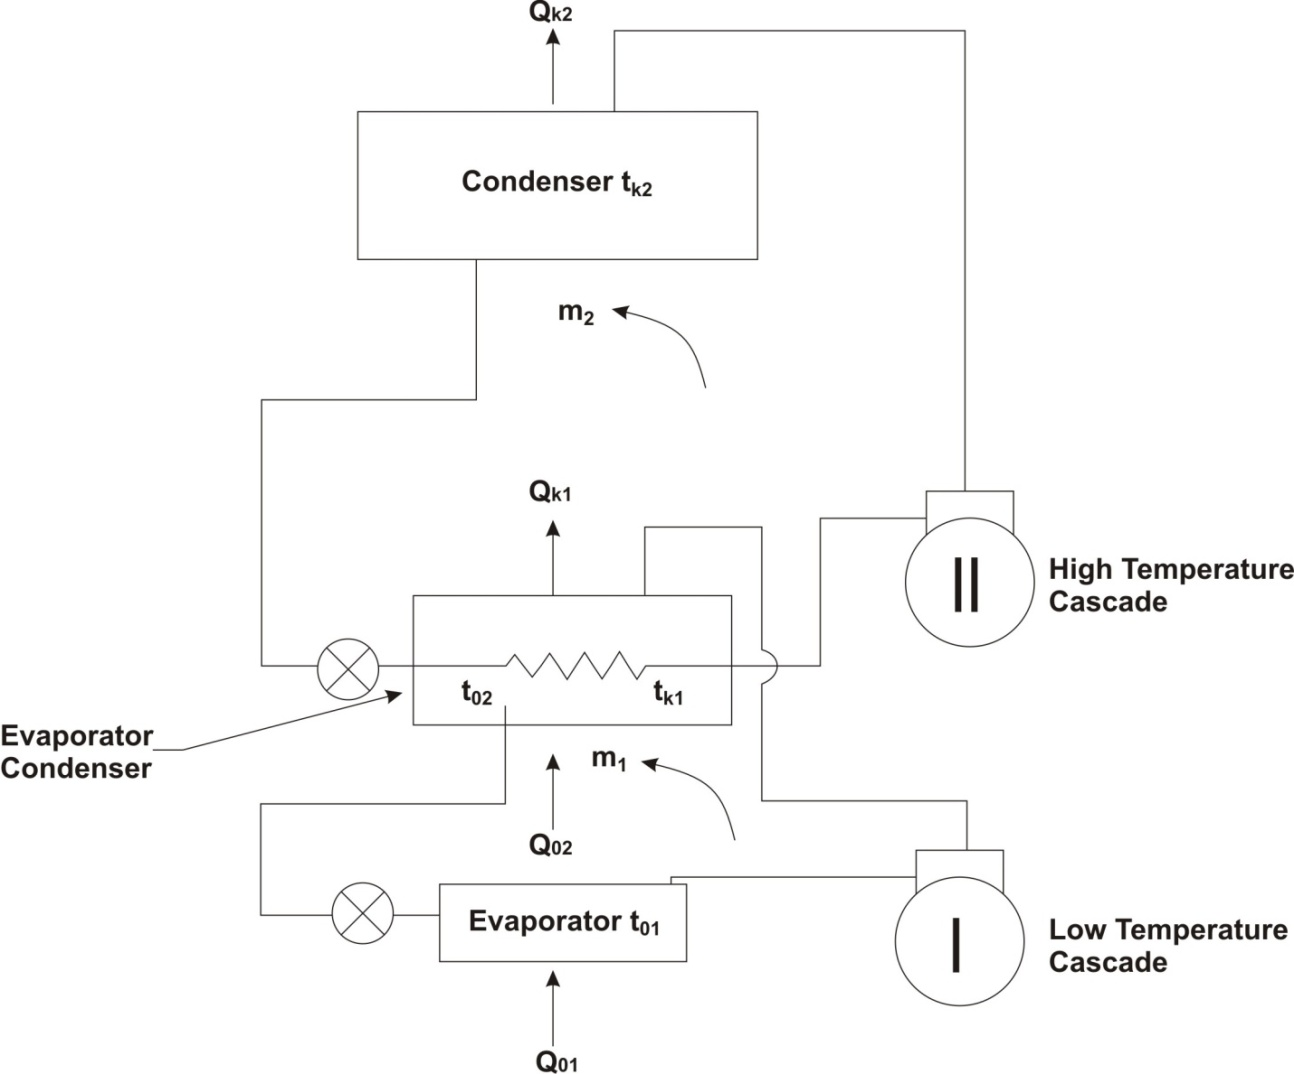 Qk2
Condenser tk2
m2
Qk1
II
High Temperature
Cascade
t02
tk1
Evaporator
Condenser
m1
Q02
Evaporator t01
I
Low Temperature
Cascade
Q01